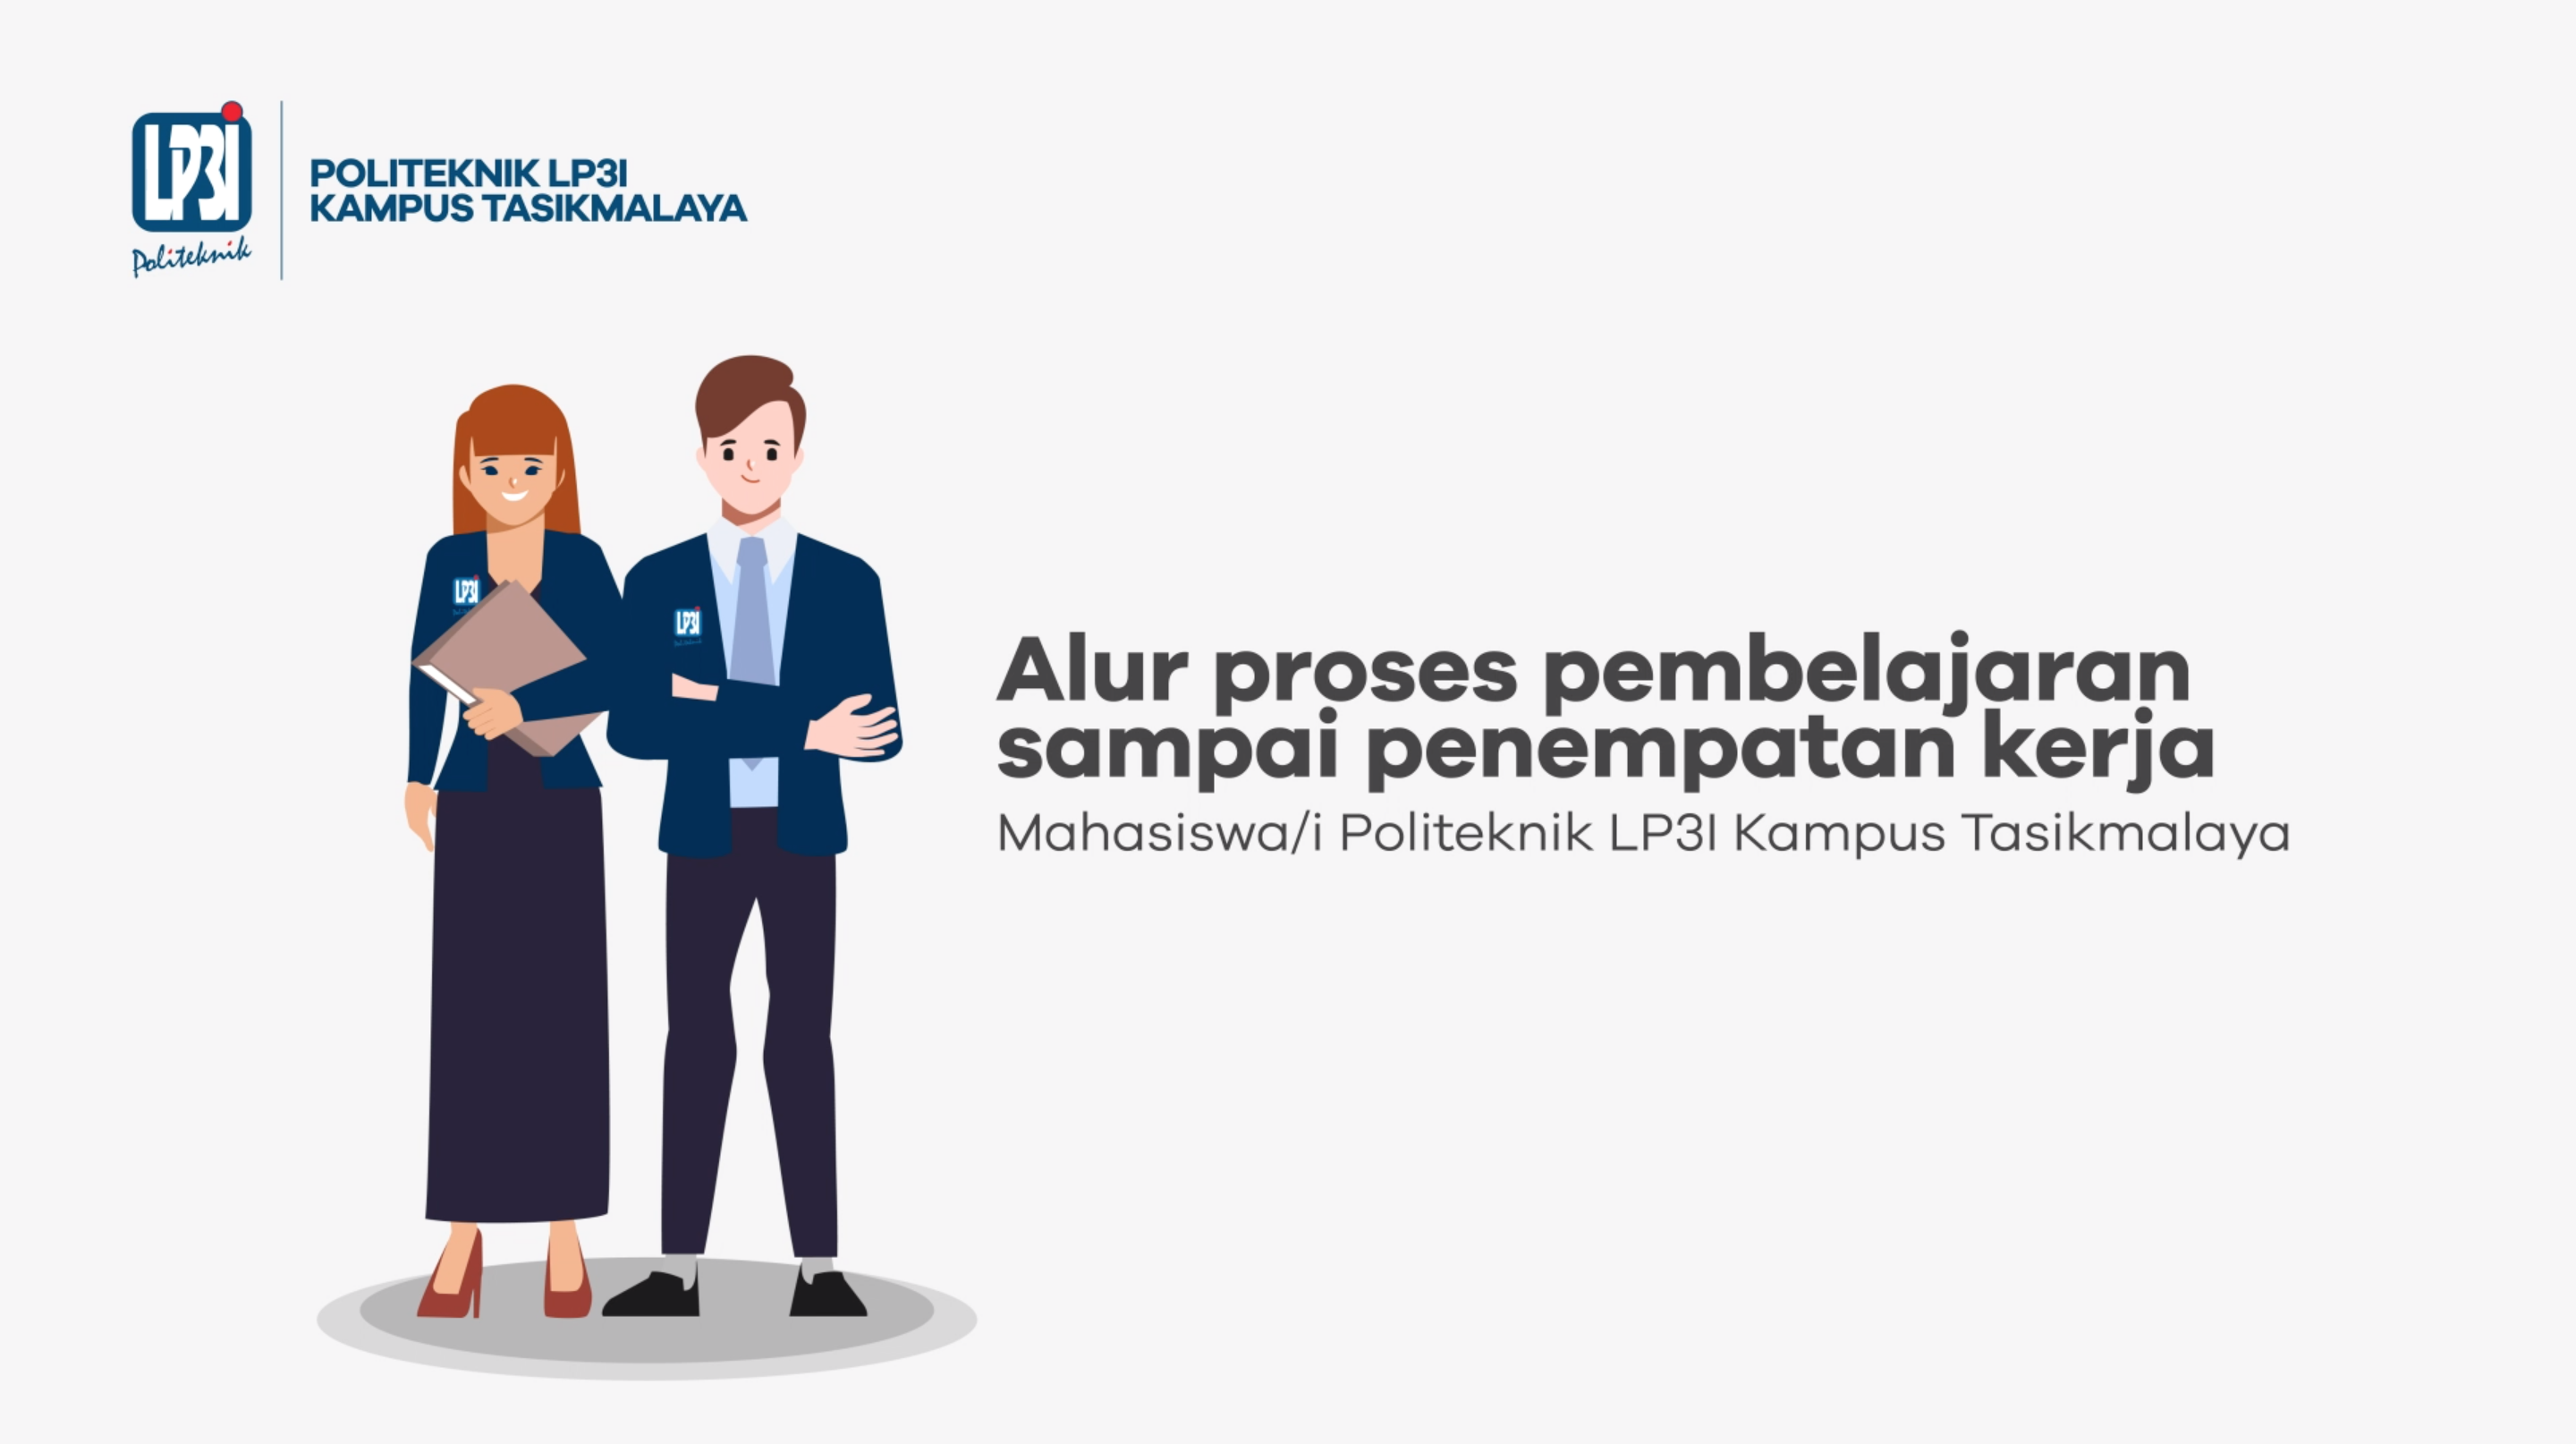 LP3I
Politeknik
POLITEKNIK LP3I
KAMPUS TASIKMALAYA
LP3I
LP3I
Alur proses pembelajaran
sampai penempatan kerja
Mahasiswa/i Politeknik LP3I Kampus Tasikmalaya